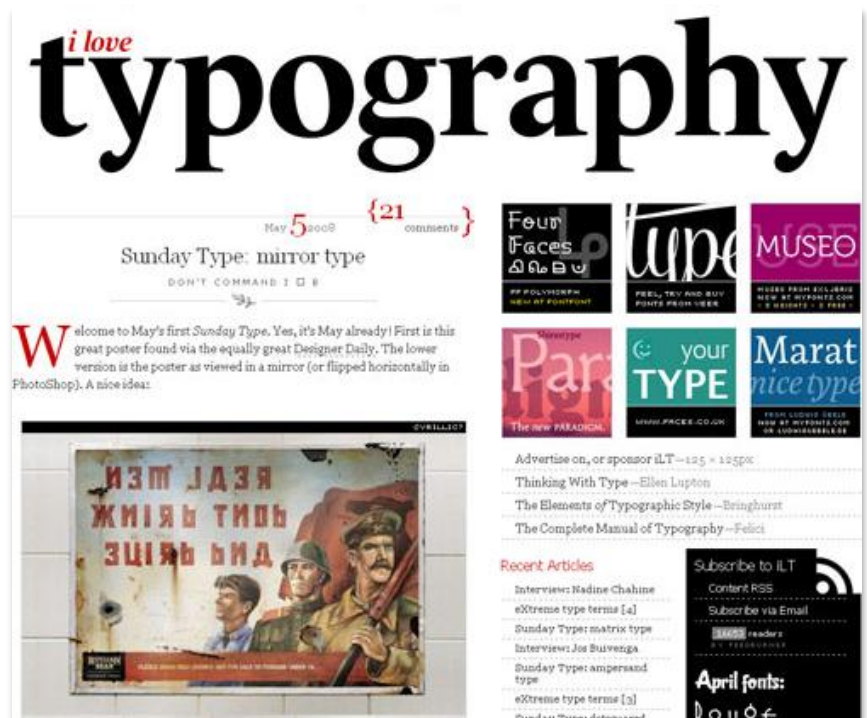 i love
typography
May 5 2008 {21 comments}
Sunday Type: mirror type
DON'T COMMAND I □ B
Welcome to May's first Sunday Type. Yes, it's May already! First is this
great poster found via the equally great Designer Daily. The lower
version is the poster as viewed in a mirror (or flipped horizontally in
PhotoShop). A nice idea:
CYRILLIC?
ИƎM ⅃AƎЯ
ЖHIЯЬ
Four
Faces
FF POLYMORPH
NEW AT FONTFONT
type
FEEL, TRY AND BUY
FONTS FROM VEER
MUSEO
MUSEO FROM EXLJBRIS
NOW AT MYFONTS.COM
Stereotype
Para
The new PARADIGM.
your
TYPE
WWW.FACES.CO.UK
Marat
nice type
FROM LUDWIG ÜBELE
NOW AT MYFONTS.COM
OR LUDWIGUEBELE.DE
Advertise on, or sponsor iLT—125 × 125px
Thinking With Type—Ellen Lupton
The Elements of Typographic Style—Bringhurst
The Complete Manual of Typography—Felici
Recent Articles
Interview: Nadine Chahine
eXtreme type terms [4]
Sunday Type: matrix type
Interview: Jos Buivenga
Sunday Type: ampersand
type
eXtreme type terms [3]
Subscribe to iLT
Content RSS
Subscribe via Email
16653 readers
BY FEEDBURNER
April fonts: